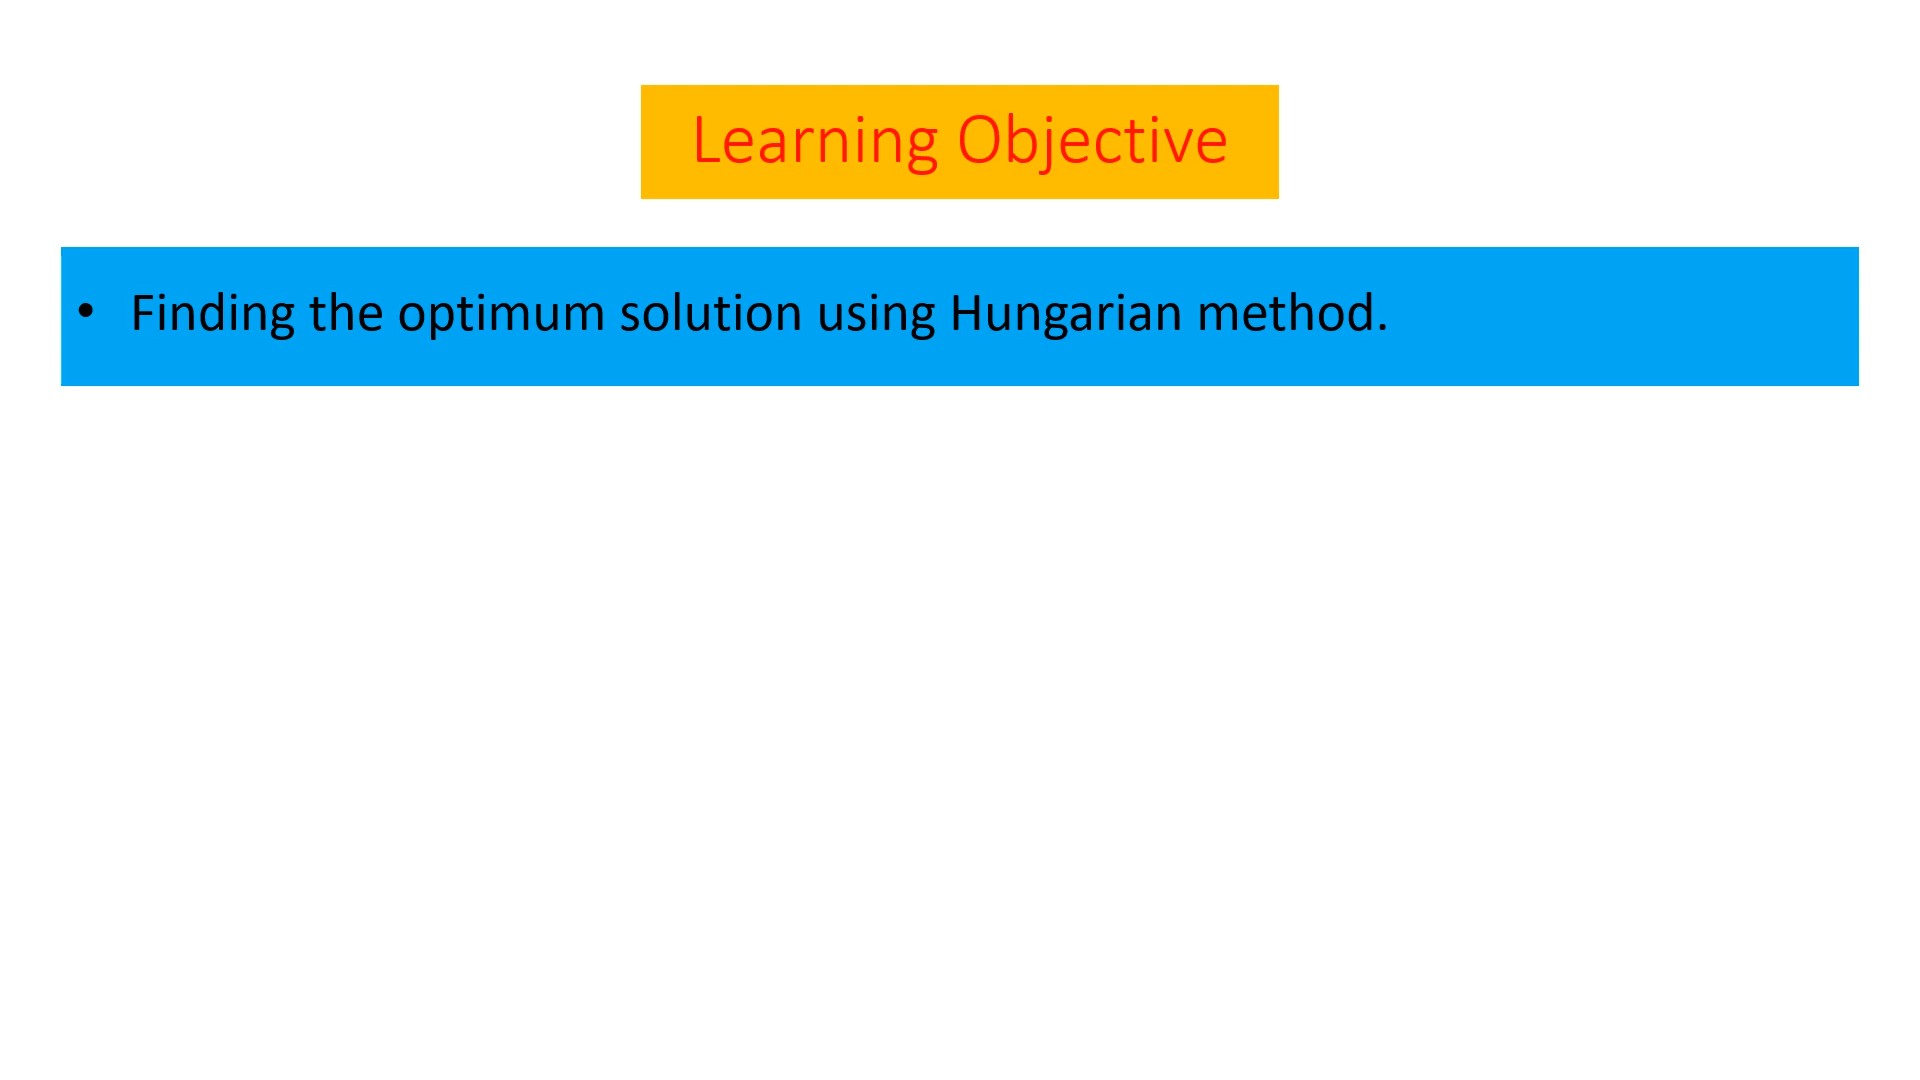 Learning Objective
• Finding the optimum solution using Hungarian method.